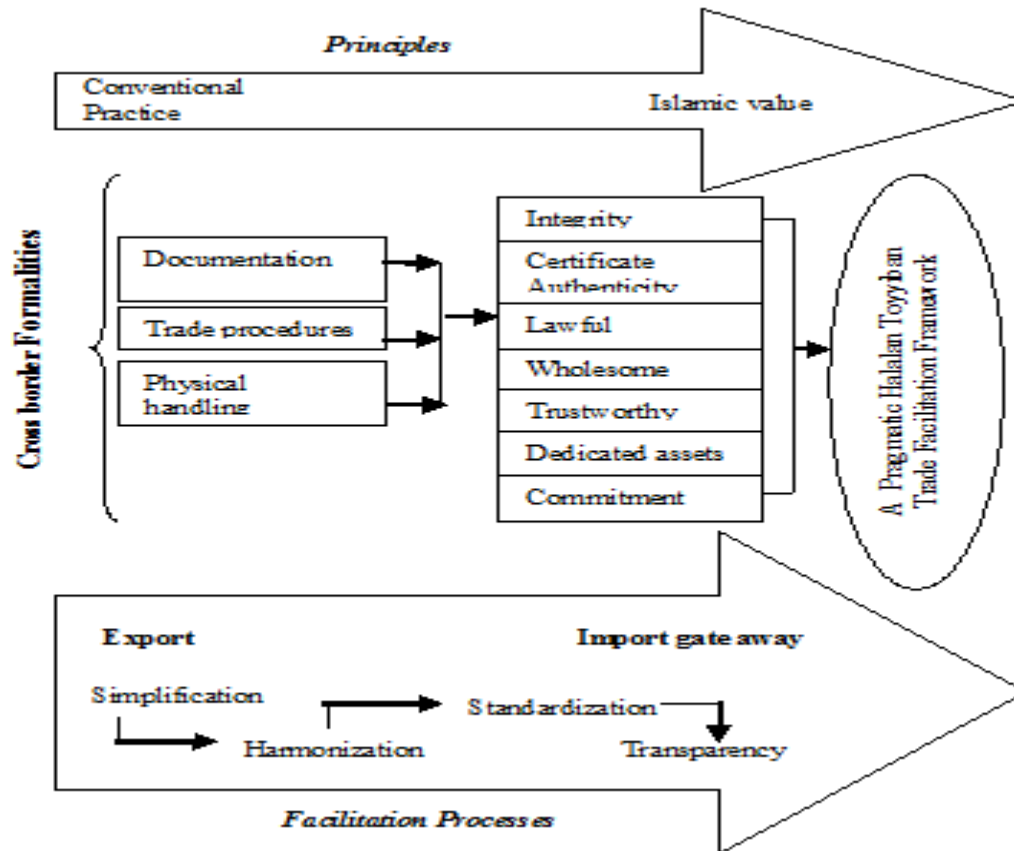 Principles
Conventional
Practice
Islamic value
Cross border Formalities
Documentation
Trade procedures
Physical
handling
Integrity
Certificate
Authenticity
Lawful
Wholesome
Trustworthy
Dedicated assets
Commitment
A Pragmatic Halalan Toyyiban
Trade Facilitation Framework
Export
Import gate away
Simplification
Standardization
Harmonization
Transparency
Facilitation Processes